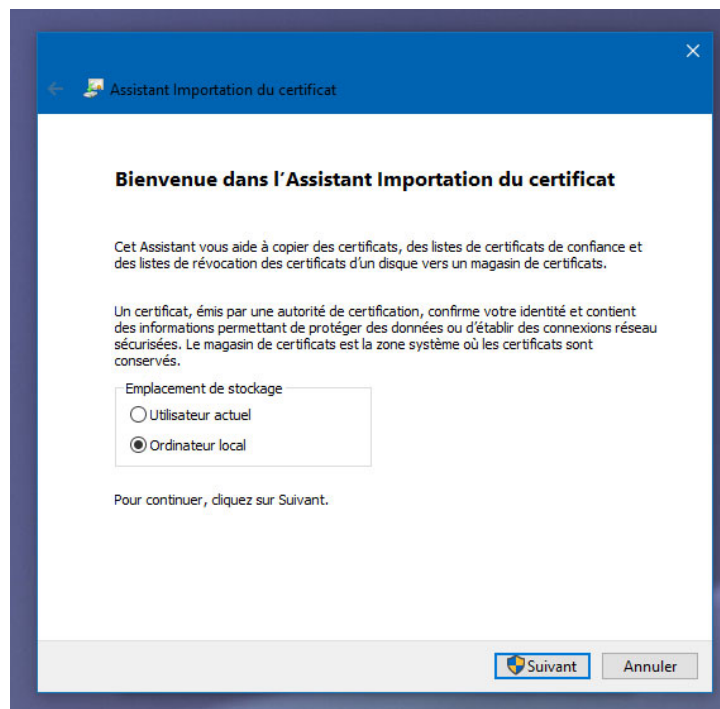 Assistant Importation du certificat
Bienvenue dans l’Assistant Importation du certificat
Cet Assistant vous aide à copier des certificats, des listes de certificats de confiance et
des listes de révocation des certificats d’un disque vers un magasin de certificats.
Un certificat, émis par une autorité de certification, confirme votre identité et contient
des informations permettant de protéger des données ou d’établir des connexions réseau
sécurisées. Le magasin de certificats est la zone système où les certificats sont
conservés.
Emplacement de stockage
Utilisateur actuel
Ordinateur local
Pour continuer, cliquez sur Suivant.
Suivant Annuler